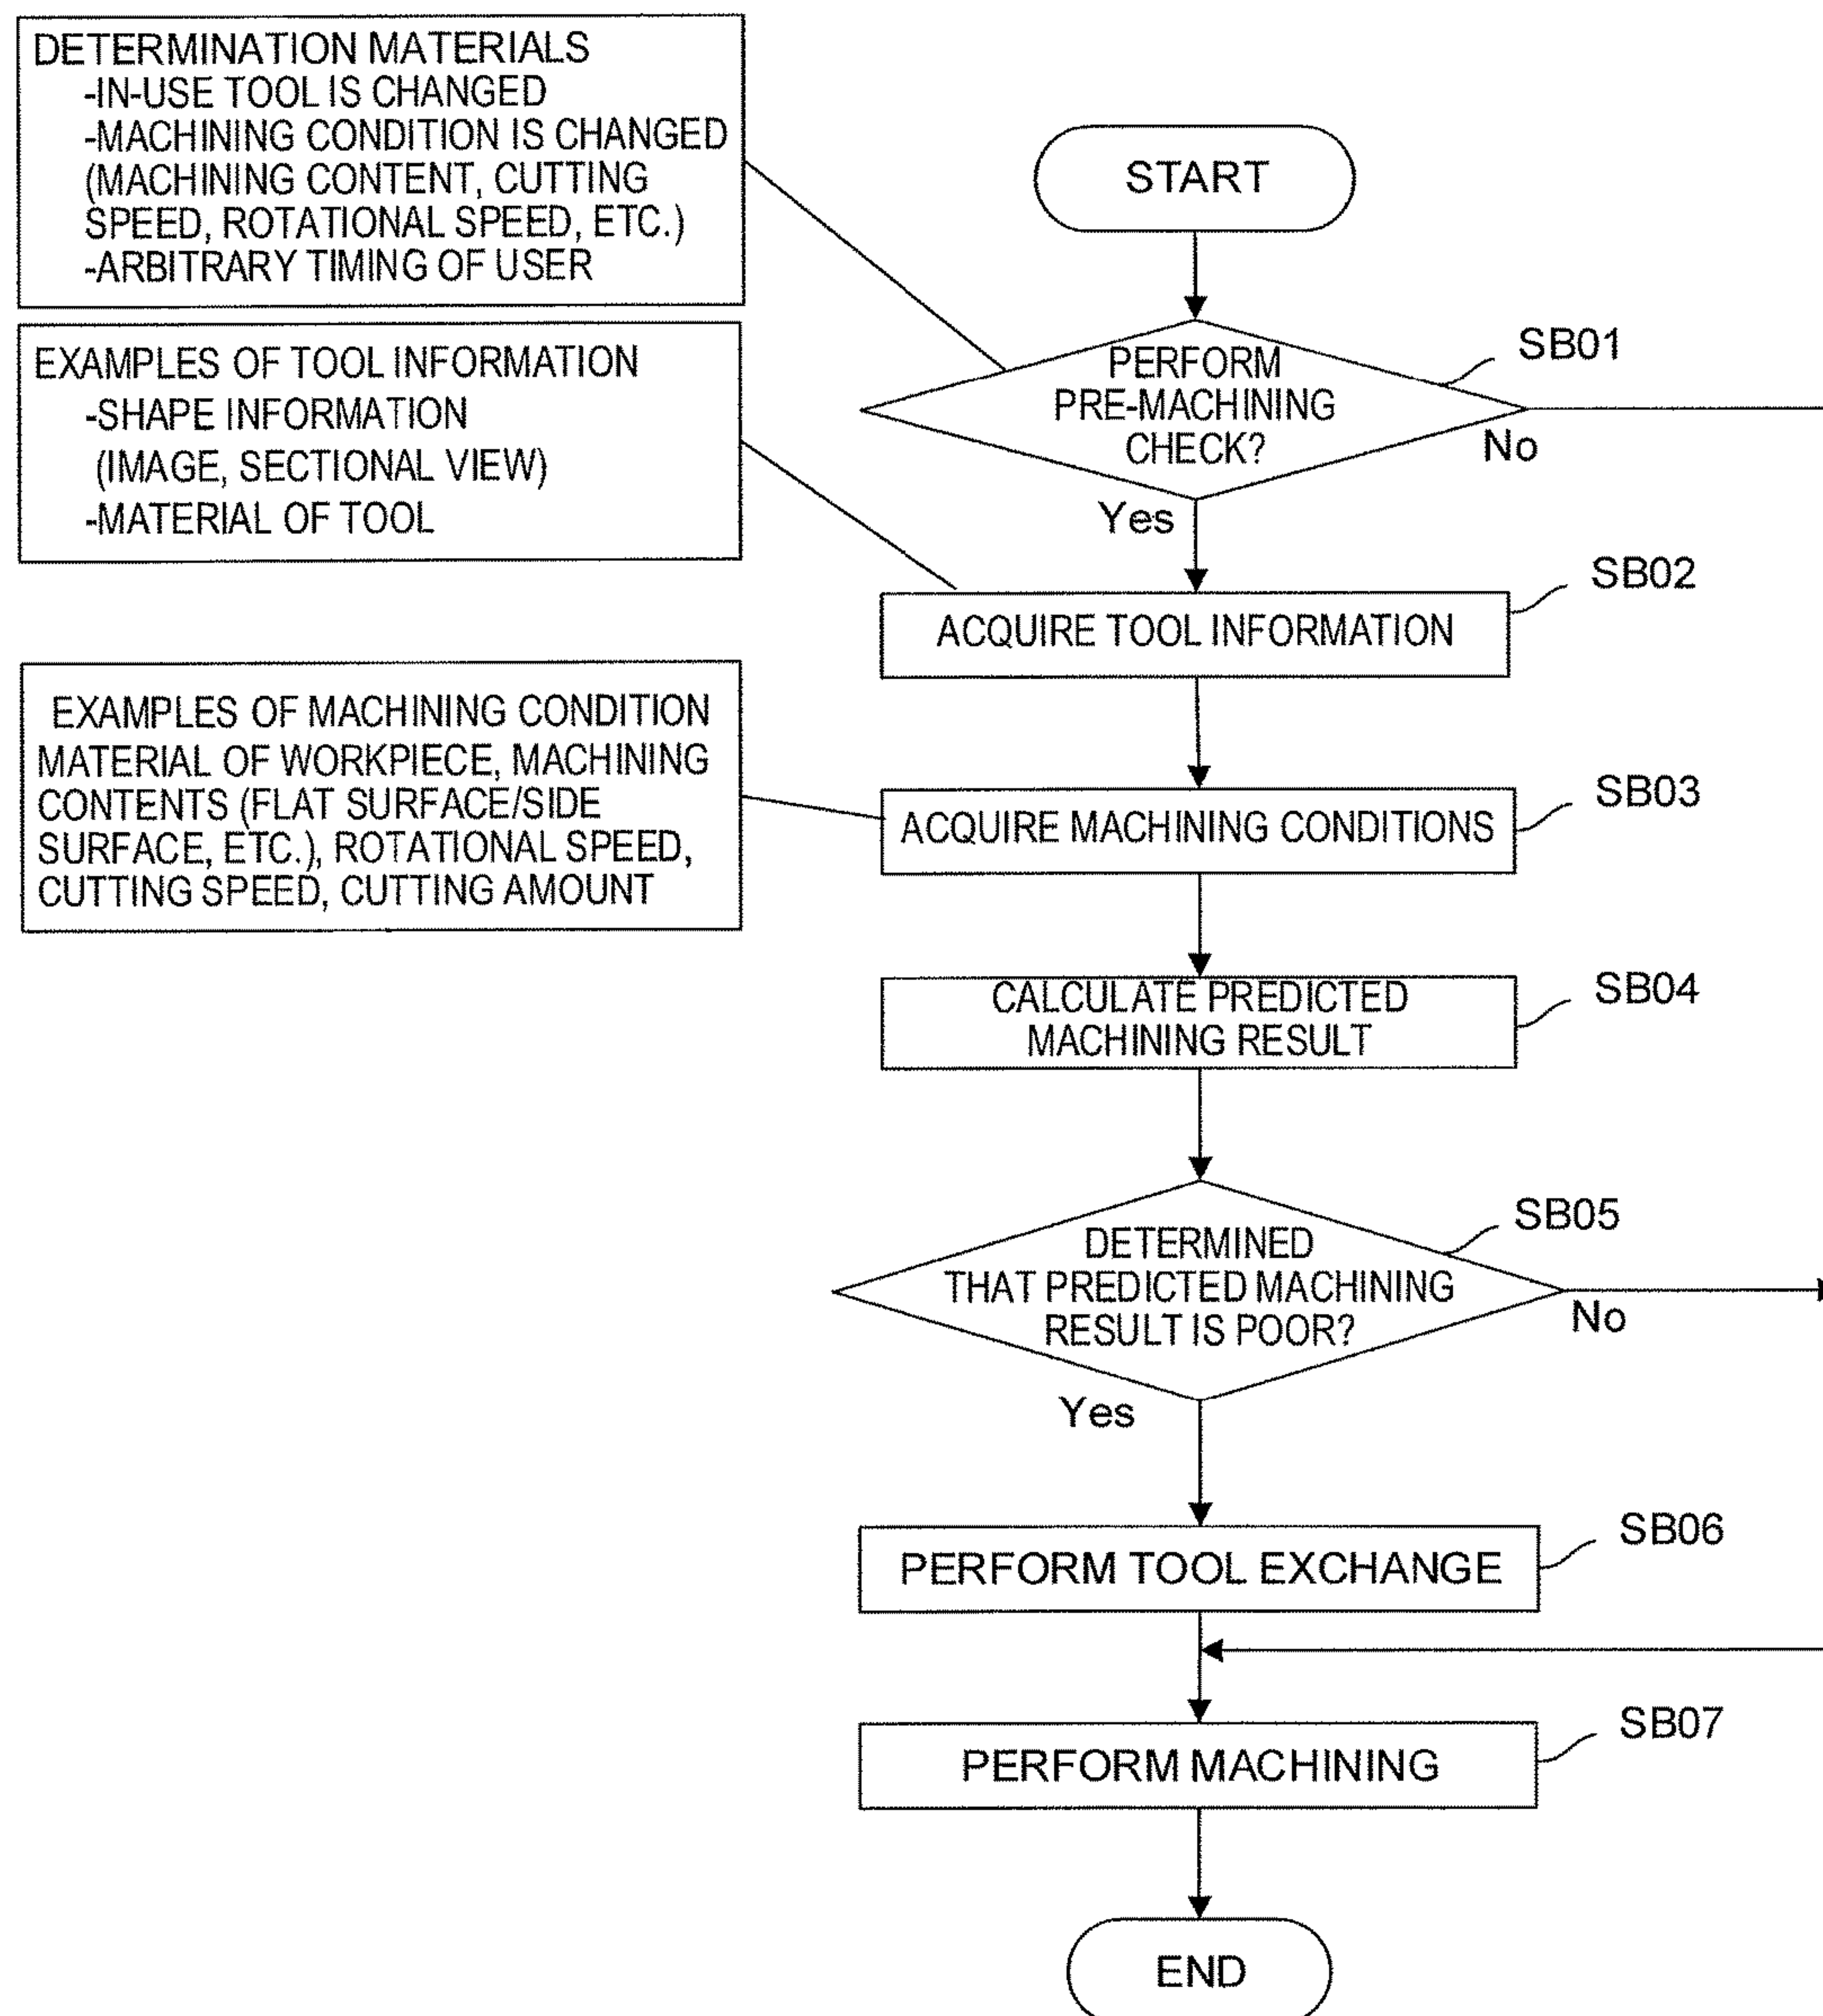 DETERMINATION MATERIALS
-IN-USE TOOL IS CHANGED
-MACHINING CONDITION IS CHANGED
(MACHINING CONTENT, CUTTING
SPEED, ROTATIONAL SPEED, ETC.)
-ARBITRARY TIMING OF USER
START
SB01
PERFORM
PRE-MACHINING
CHECK?
No
Yes
EXAMPLES OF TOOL INFORMATION
-SHAPE INFORMATION
(IMAGE, SECTIONAL VIEW)
-MATERIAL OF TOOL
SB02
ACQUIRE TOOL INFORMATION
EXAMPLES OF MACHINING CONDITION
MATERIAL OF WORKPIECE, MACHINING
CONTENTS (FLAT SURFACE/SIDE
SURFACE, ETC.), ROTATIONAL SPEED,
CUTTING SPEED, CUTTING AMOUNT
SB03
ACQUIRE MACHINING CONDITIONS
SB04
CALCULATE PREDICTED
MACHINING RESULT
SB05
DETERMINED
THAT PREDICTED MACHINING
RESULT IS POOR?
No
Yes
SB06
PERFORM TOOL EXCHANGE
SB07
PERFORM MACHINING
END